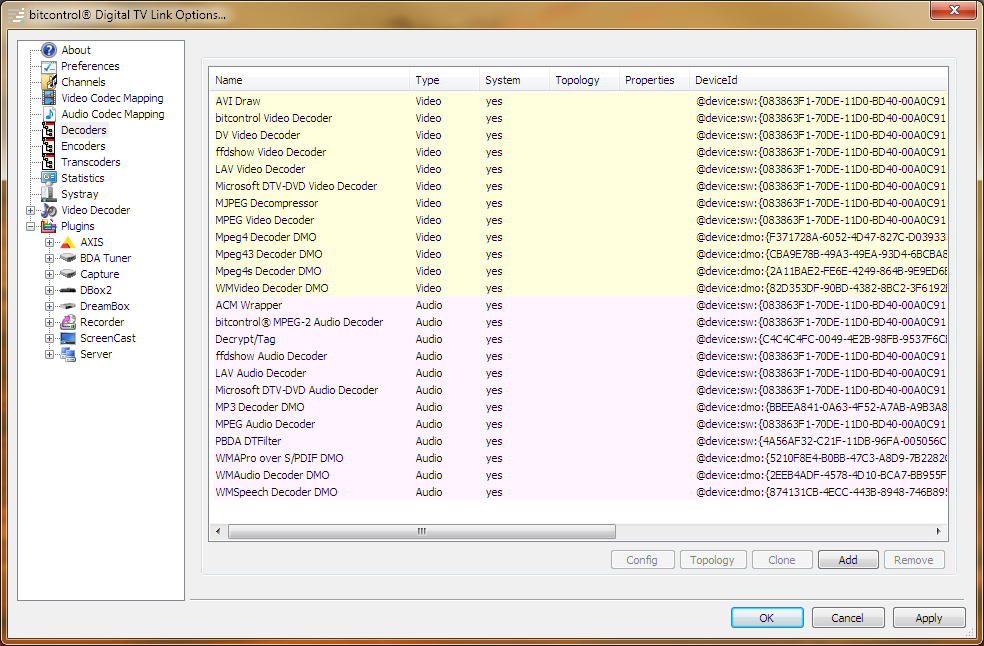 bitcontrol® Digital TV Link Options...
About
Preferences
Channels
Video Codec Mapping
Audio Codec Mapping
Decoders
Encoders
Transcoders
Statistics
Systray
Video Decoder
Plugins
AXIS
BDA Tuner
Capture
DBox2
DreamBox
Recorder
ScreenCast
Server
Name Type System Topology Properties DeviceId
AVI Draw Video yes @device:sw:{083863F1-70DE-11D0-BD40-00A0C91
bitcontrol Video Decoder Video yes @device:sw:{083863F1-70DE-11D0-BD40-00A0C91
DV Video Decoder Video yes @device:sw:{083863F1-70DE-11D0-BD40-00A0C91
ffdshow Video Decoder Video yes @device:sw:{083863F1-70DE-11D0-BD40-00A0C91
LAV Video Decoder Video yes @device:sw:{083863F1-70DE-11D0-BD40-00A0C91
Microsoft DTV-DVD Video Decoder Video yes @device:sw:{083863F1-70DE-11D0-BD40-00A0C91
MJPEG Decompressor Video yes @device:sw:{083863F1-70DE-11D0-BD40-00A0C91
MPEG Video Decoder Video yes @device:sw:{083863F1-70DE-11D0-BD40-00A0C91
Mpeg4 Decoder DMO Video yes @device:dmo:{F371728A-6052-4D47-827C-D03933
Mpeg43 Decoder DMO Video yes @device:dmo:{CBA9E78B-49A3-49EA-93D4-6BCBA8
Mpeg4s Decoder DMO Video yes @device:dmo:{2A11BAE2-FE6E-4249-864B-9E9ED6
WMVideo Decoder DMO Video yes @device:dmo:{82D353DF-90BD-4382-8BC2-3F6192
ACM Wrapper Audio yes @device:sw:{083863F1-70DE-11D0-BD40-00A0C91
bitcontrol® MPEG-2 Audio Decoder Audio yes @device:sw:{083863F1-70DE-11D0-BD40-00A0C91
Decrypt/Tag Audio yes @device:sw:{C4C4C4FC-0049-4E2B-98FB-9537F6C
ffdshow Audio Decoder Audio yes @device:sw:{083863F1-70DE-11D0-BD40-00A0C91
LAV Audio Decoder Audio yes @device:sw:{083863F1-70DE-11D0-BD40-00A0C91
Microsoft DTV-DVD Audio Decoder Audio yes @device:sw:{083863F1-70DE-11D0-BD40-00A0C91
MP3 Decoder DMO Audio yes @device:dmo:{BBEEA841-0A63-4F52-A7AB-A9B3A8
MPEG Audio Decoder Audio yes @device:sw:{083863F1-70DE-11D0-BD40-00A0C91
PBDA DTFilter Audio yes @device:sw:{4A56AF32-C21F-11DB-96FA-005056C
WMAPro over S/PDIF DMO Audio yes @device:dmo:{5210F8E4-B0BB-47C3-A8D9-7B2282
WMAudio Decoder DMO Audio yes @device:dmo:{2EEB4ADF-4578-4D10-BCA7-BB955F
WMSpeech Decoder DMO Audio yes @device:dmo:{874131CB-4ECC-443B-8948-746B89
Config Topology Clone Add Remove
OK Cancel Apply